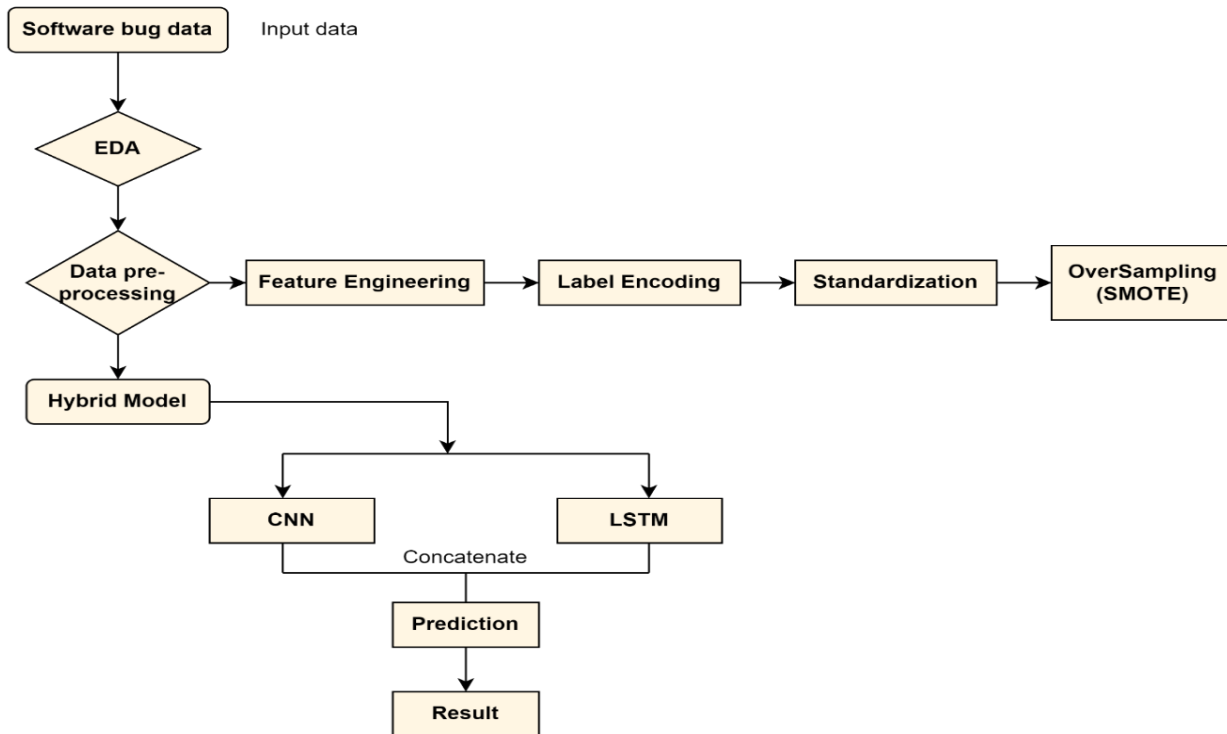 Software bug data
Input data
EDA
Data pre-
processing
Feature Engineering
Label Encoding
Standardization
OverSampling
(SMOTE)
Hybrid Model
CNN
LSTM
Concatenate
Prediction
Result